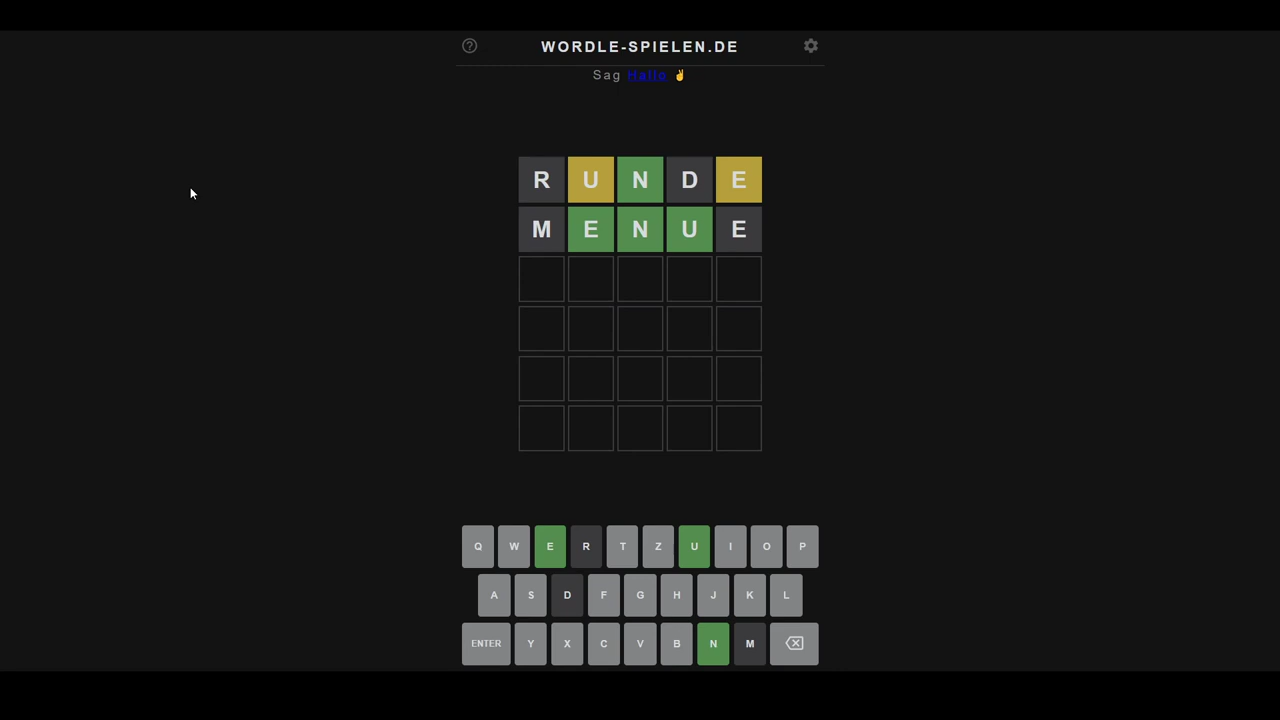 WORDLE-SPIELEN.DE
Sag Hallo ✌
RUNDE
MENUE
Q W E R T Z U I O P
A S D F G H J K L
ENTER Y X C V B N M